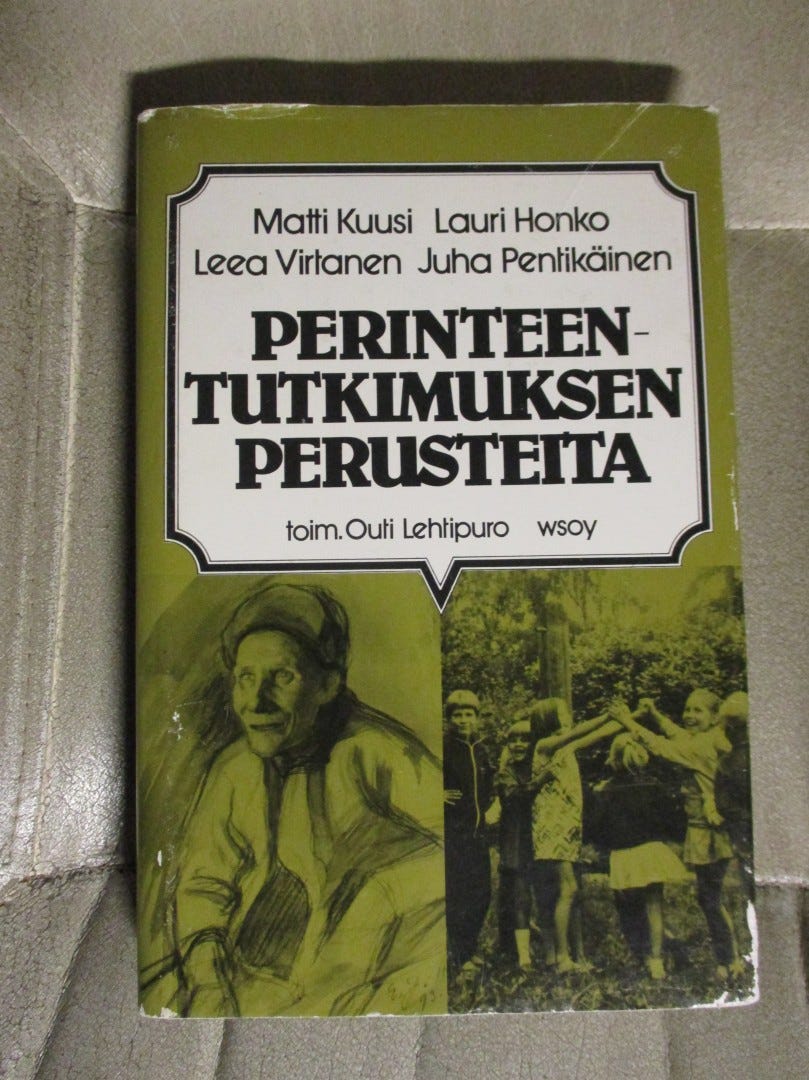 Matti Kuusi Lauri Honko
Leea Virtanen Juha Pentikäinen
PERINTEEN-
TUTKIMUKSEN
PERUSTEITA
toim. Outi Lehtipuro wsoy